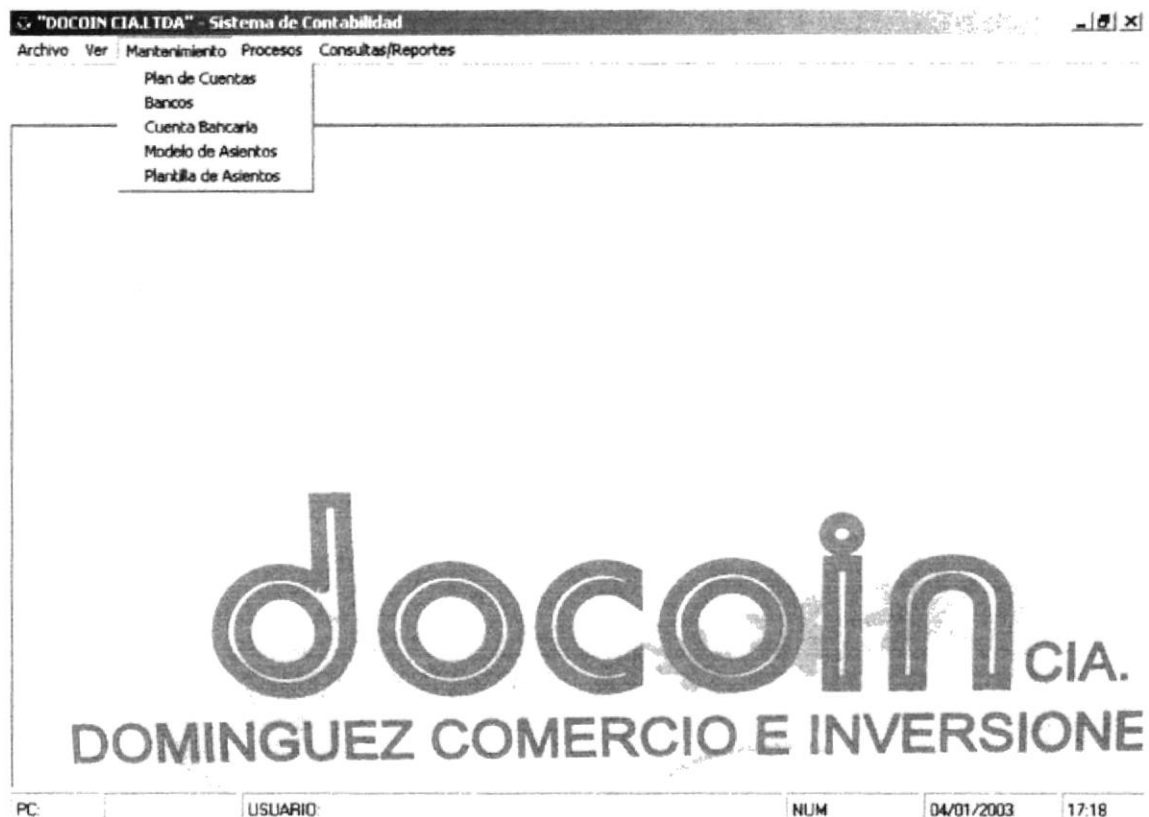 "DOCOIN CIA.LTDA" - Sistema de Contabilidad
Archivo Ver Mantenimiento Procesos Consultas/Reportes
Plan de Cuentas
Bancos
Cuenta Bancaria
Modelo de Asientos
Plantilla de Asientos
docoin CIA.
DOMINGUEZ COMERCIO E INVERSIONE
PC: USUARIO: NUM 04/01/2003 17:18